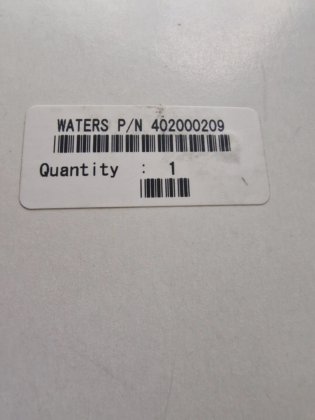 WATERS P/N 402000209
Quantity : 1